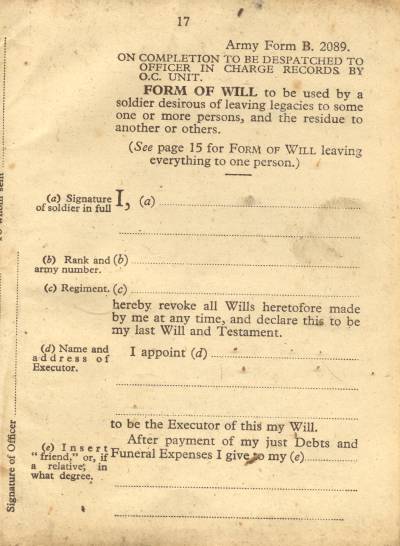 17
Army Form B. 2089.
ON COMPLETION TO BE DESPATCHED TO
OFFICER IN CHARGE RECORDS BY
O.C. UNIT.
FORM OF WILL to be used by a
soldier desirous of leaving legacies to some
one or more persons, and the residue to
another or others.
(See page 15 for FORM OF WILL leaving
everything to one person.)
(a) Signature
of soldier in full
I, (a)
(b) Rank and
army number.
(b)
(c) Regiment.
(c)
hereby revoke all Wills heretofore made
by me at any time, and declare this to be
my last Will and Testament.
(d) Name and
address of
Executor.
I appoint (d)
to be the Executor of this my Will.
After payment of my just Debts and
Funeral Expenses I give to my (e)
(e) Insert
"friend," or, if
a relative, in
what degree.
To whom sent
Signature of Officer